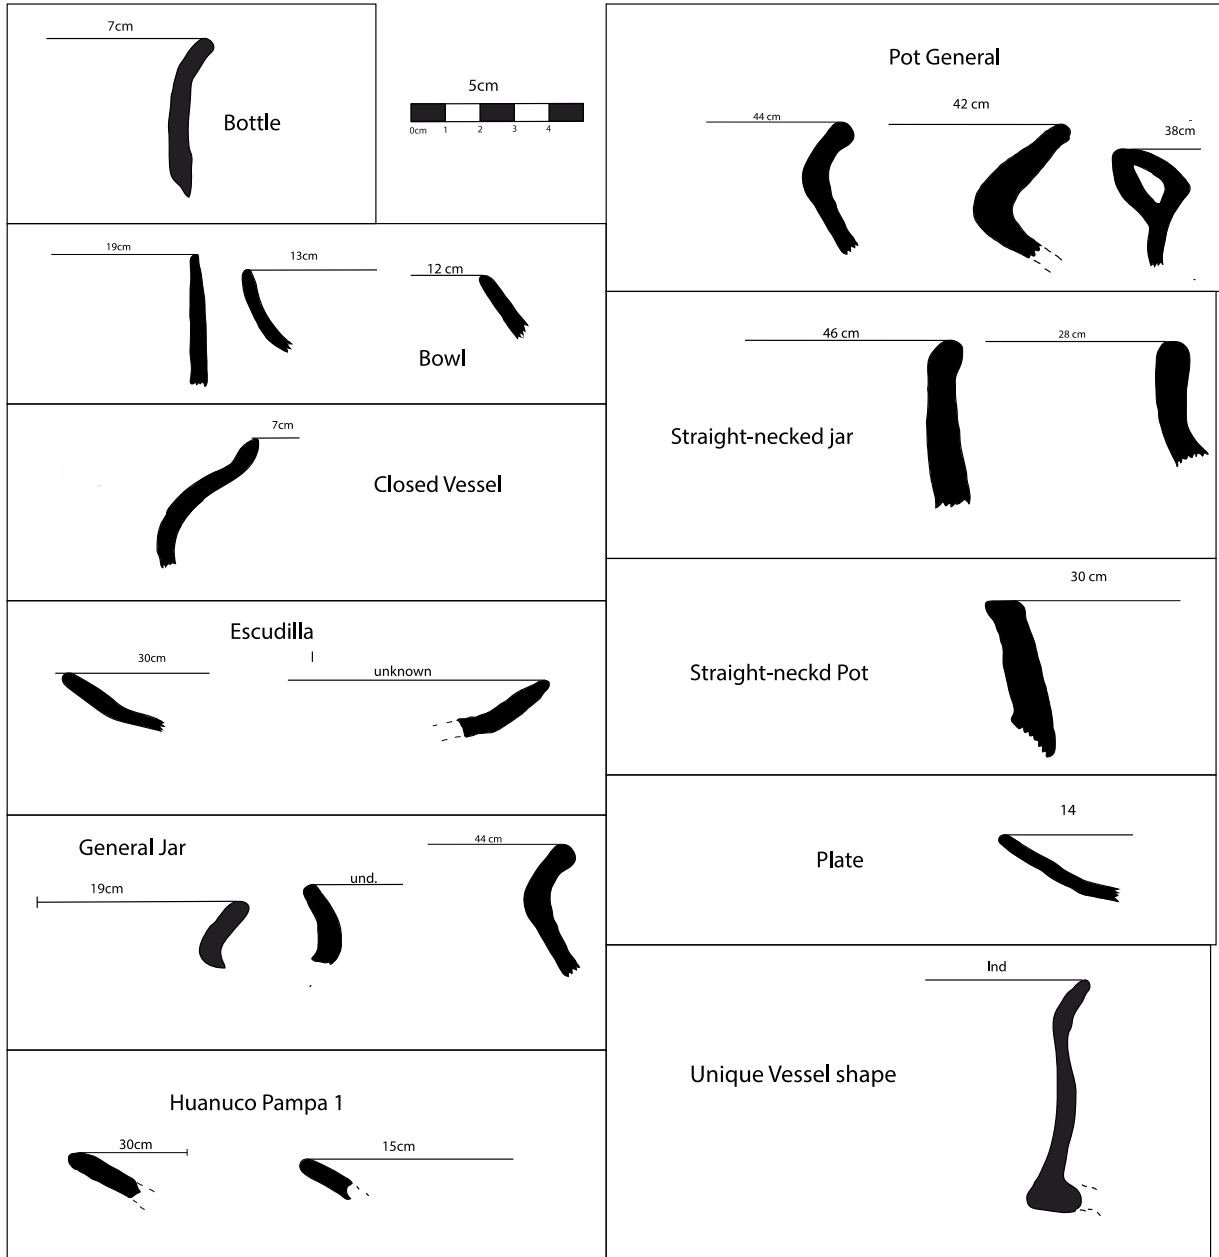 7cm
Bottle
5cm
0cm 1 2 3 4
19cm
13cm
12 cm
Bowl
7cm
Closed Vessel
Escudilla
30cm
unknown
General Jar
19cm
und.
44 cm
Huanuco Pampa 1
30cm
15cm
Pot General
44 cm
42 cm
38cm
46 cm
28 cm
Straight-necked jar
30 cm
Straight-neckd Pot
14
Plate
Ind
Unique Vessel shape